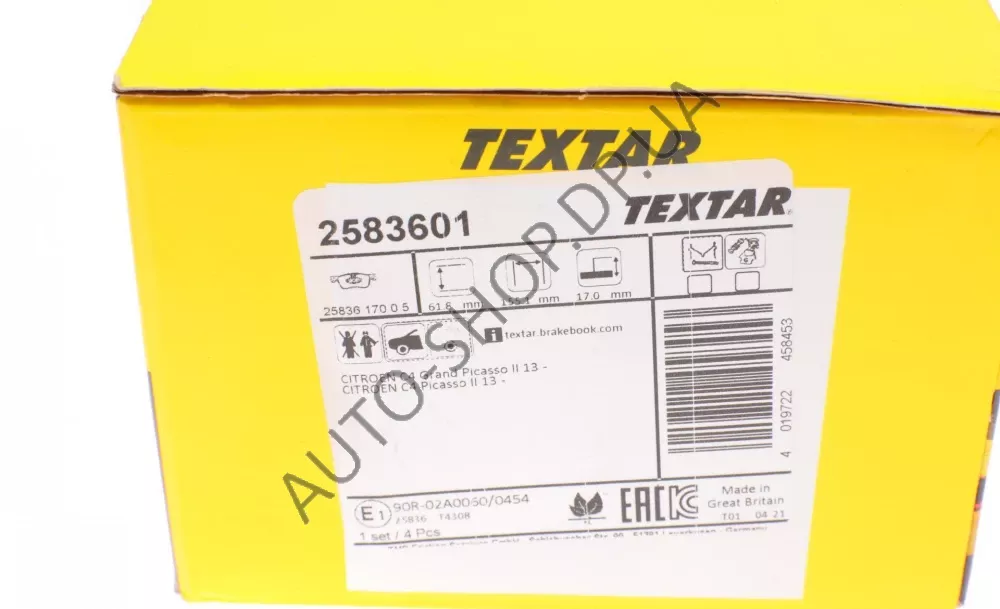 TEXTAR
2583601
TEXTAR
25836 170 0 5
61.8 mm
155.1 mm
17.0 mm
i textar.brakebook.com
CITROEN C4 Grand Picasso II 13 -
CITROEN C4 Picasso II 13 -
4 019722 458453
E1
90R-02A0060/0454
25836 T4308
1 set / 4 Pcs
EAC
KC
Made in
Great Britain
T01 04 21
AUTO-SHOP.DP.UA